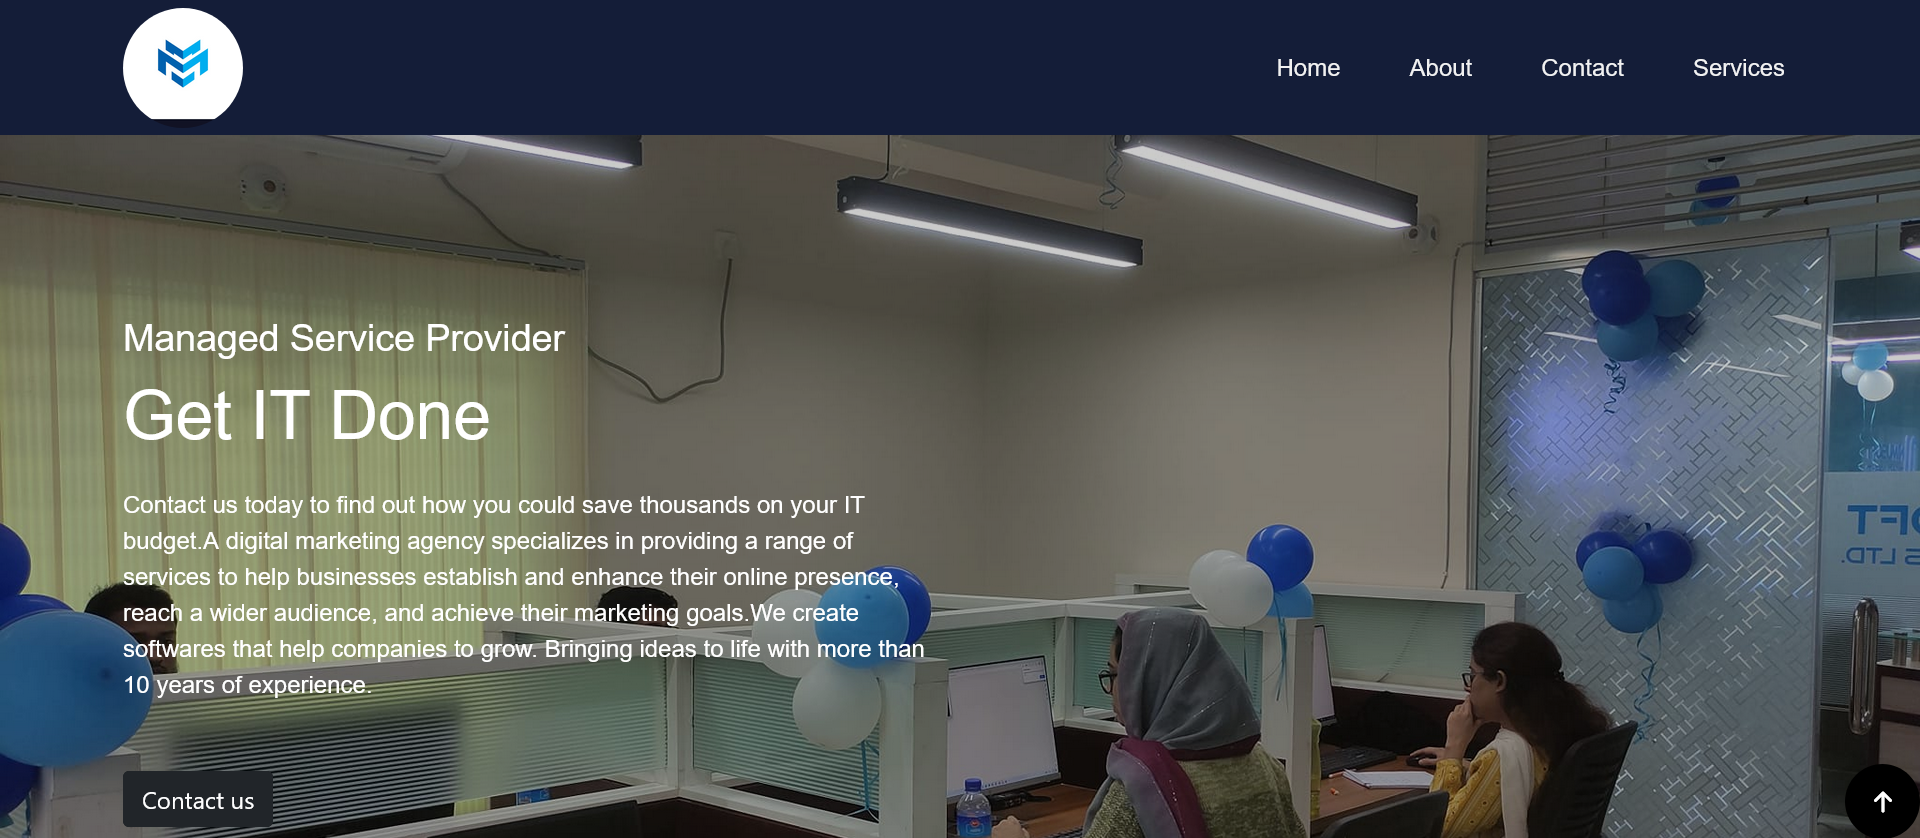 Home About Contact Services
Managed Service Provider
Get IT Done
Contact us today to find out how you could save thousands on your IT
budget.A digital marketing agency specializes in providing a range of
services to help businesses establish and enhance their online presence,
reach a wider audience, and achieve their marketing goals.We create
softwares that help companies to grow. Bringing ideas to life with more than
10 years of experience.
Contact us
OFT
S LTD.